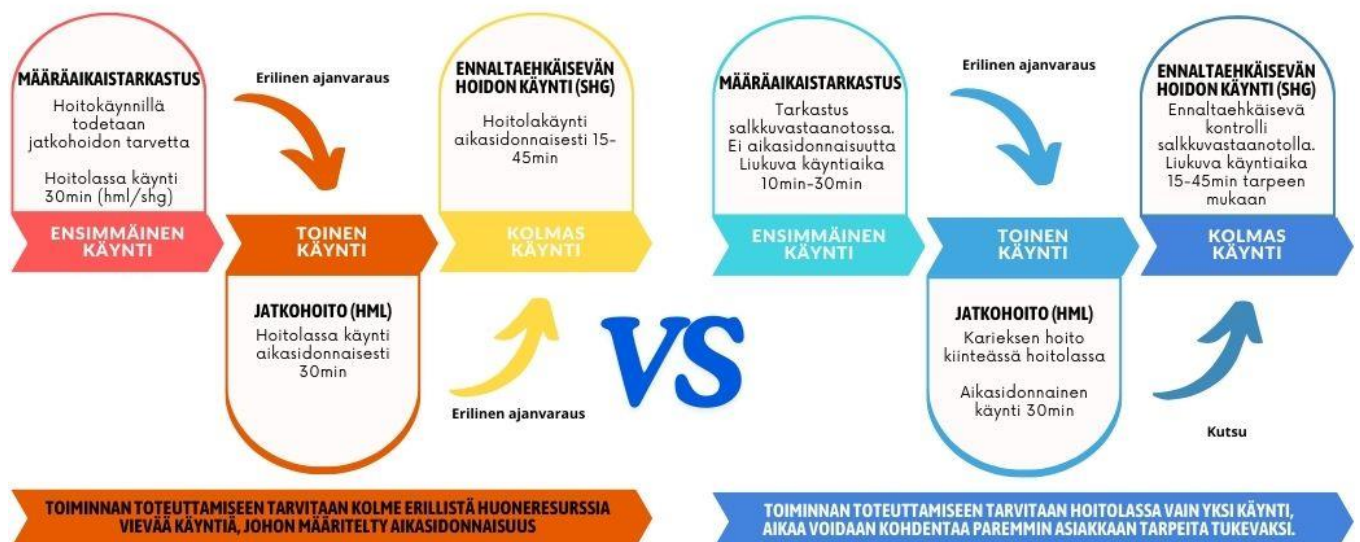 MÄÄRÄAIKAISTARKASTUS
Hoitokäynnillä
todetaan
jatkohoidon tarvetta
Hoitolassa käynti
30min (hml/shg)
ENSIMMÄINEN
KÄYNTI
Erilinen ajanvaraus
TOINEN
KÄYNTI
JATKOHOITO (HML)
Hoitolassa käynti
aikasidonnaisesti
30min
Erilinen ajanvaraus
ENNALTAEHKÄISEVÄN
HOIDON KÄYNTI (SHG)
Hoitolakäynti
aikasidonnaisesti 15-
45min
KOLMAS
KÄYNTI
TOIMINNAN TOTEUTTAMISEEN TARVITAAN KOLME ERILLISTÄ HUONERESURSSIA
VIEVÄÄ KÄYNTIÄ, JOHON MÄÄRITELTY AIKASIDONNAISUUS
VS
MÄÄRÄAIKAISTARKASTUS
Tarkastus
salkkuvastaanotossa.
Ei aikasidonnaisuutta
Liukuva käyntiaika
10min-30min
ENSIMMÄINEN
KÄYNTI
Erilinen ajanvaraus
TOINEN
KÄYNTI
JATKOHOITO (HML)
Karieksen hoito
kiinteässä hoitolassa
Aikasidonnainen
käynti 30min
Kutsu
ENNALTAEHKÄISEVÄN
HOIDON KÄYNTI (SHG)
Ennaltaehkäisevä
kontrolli
salkkuvastaanotolla.
Liukuva käyntiaika
15-45min tarpeen
mukaan
KOLMAS
KÄYNTI
TOIMINNAN TOTEUTTAMISEEN TARVITAAN HOITOLASSA VAIN YKSI KÄYNTI,
AIKAA VOIDAAN KOHDENTAA PAREMMIN ASIAKKAAN TARPEITA TUKEVAKSI.